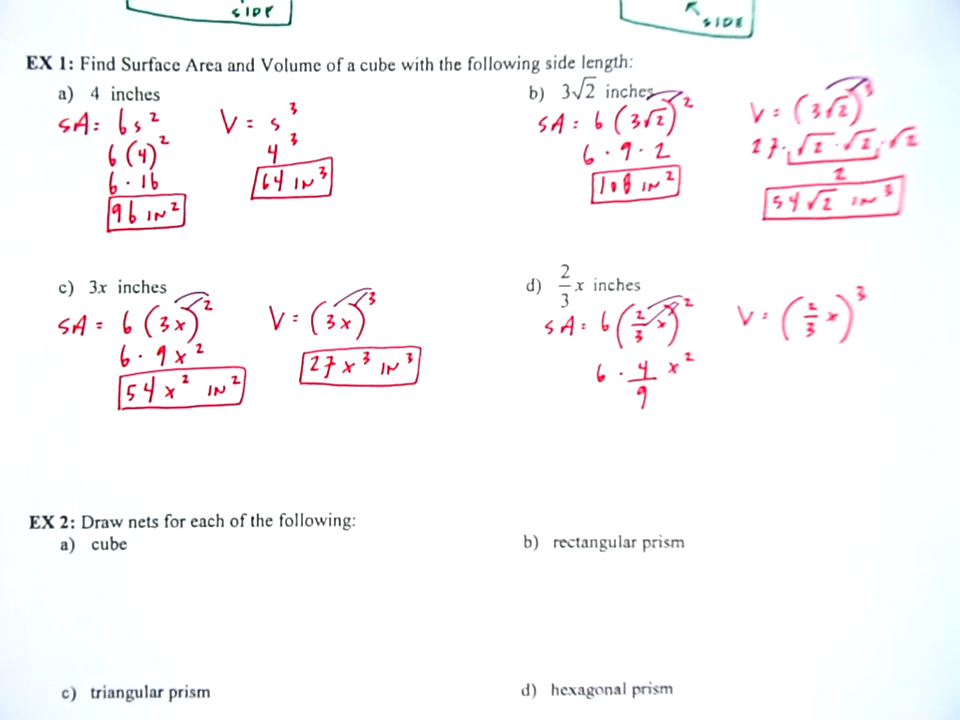 SIDE
SIDE
EX 1: Find Surface Area and Volume of a cube with the following side length:
a) 4 inches
SA = 6s²
6(4)²
6 · 16
96 IN²
V = s³
4³
64 IN³
b) 3√2 inches
SA = 6(3√2)²
6 · 9 · 2
108 IN²
V = (3√2)³
27 · √2 · √2 · √2
2
54√2 IN³
c) 3x inches
SA = 6(3x)²
6 · 9x²
54x² IN²
V = (3x)³
27x³ IN³
d) 2/3 x inches
SA = 6(2/3 x)²
6 · 4/9 x²
V = (2/3 x)³
EX 2: Draw nets for each of the following:
a) cube
b) rectangular prism
c) triangular prism
d) hexagonal prism